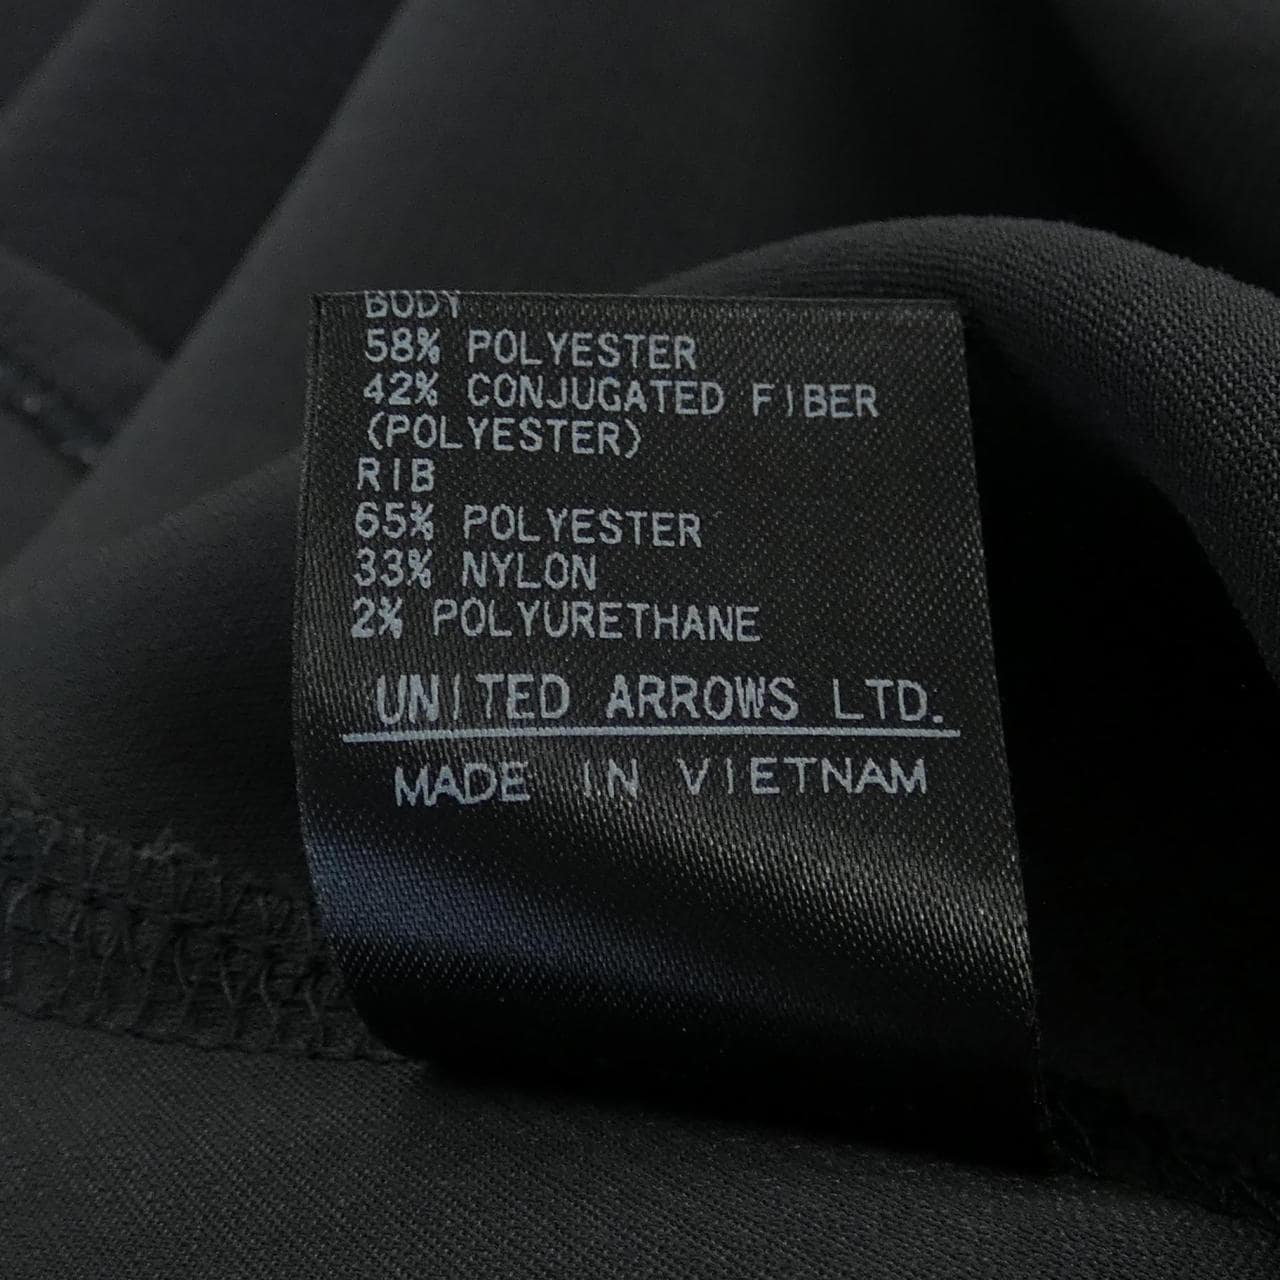 BODY
58% POLYESTER
42% CONJUGATED FIBER
(POLYESTER)
RIB
65% POLYESTER
33% NYLON
2% POLYURETHANE
UNITED ARROWS LTD.
MADE IN VIETNAM